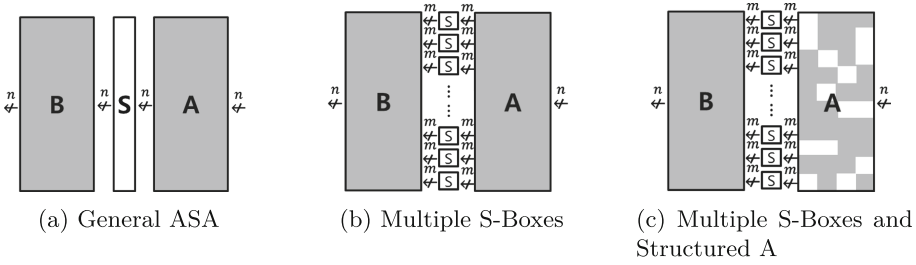 n B n S n A n
m S m
m S m
m S m
n B A n
m S m
m S m
m S m
m S m
m S m
m S m
n B A n
m S m
m S m
m S m
(a) General ASA
(b) Multiple S-Boxes
(c) Multiple S-Boxes and
Structured A